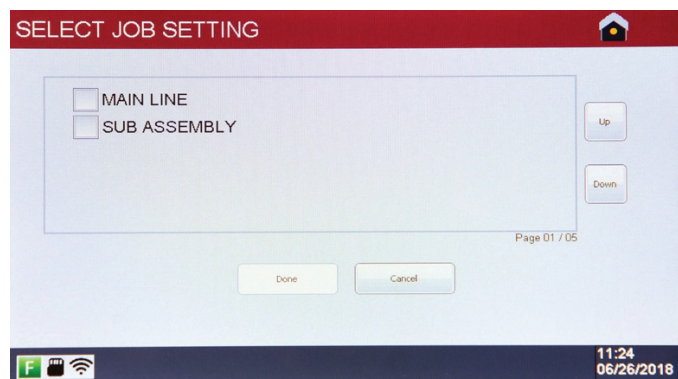 SELECT JOB SETTING
MAIN LINE
SUB ASSEMBLY
Up
Down
Page 01 / 05
Done
Cancel
F
11:24
06/26/2018